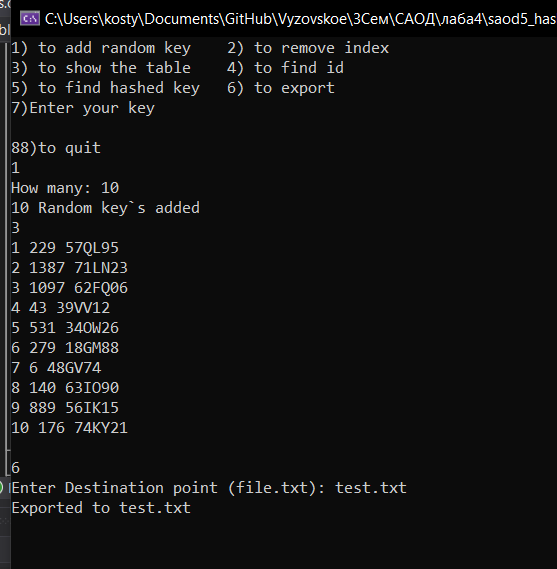 C:\Users\kosty\Documents\GitHub\Vyzovskoe\3Сем\САОД\лаба4\saod5_has
1) to add random key    2) to remove index
3) to show the table    4) to find id
5) to find hashed key   6) to export
7)Enter your key
88)to quit
1
How many: 10
10 Random key`s added
3
1 229 57QL95
2 1387 71LN23
3 1097 62FQ06
4 43 39VV12
5 531 34OW26
6 279 18GM88
7 6 48GV74
8 140 63IO90
9 889 56IK15
10 176 74KY21
6
Enter Destination point (file.txt): test.txt
Exported to test.txt